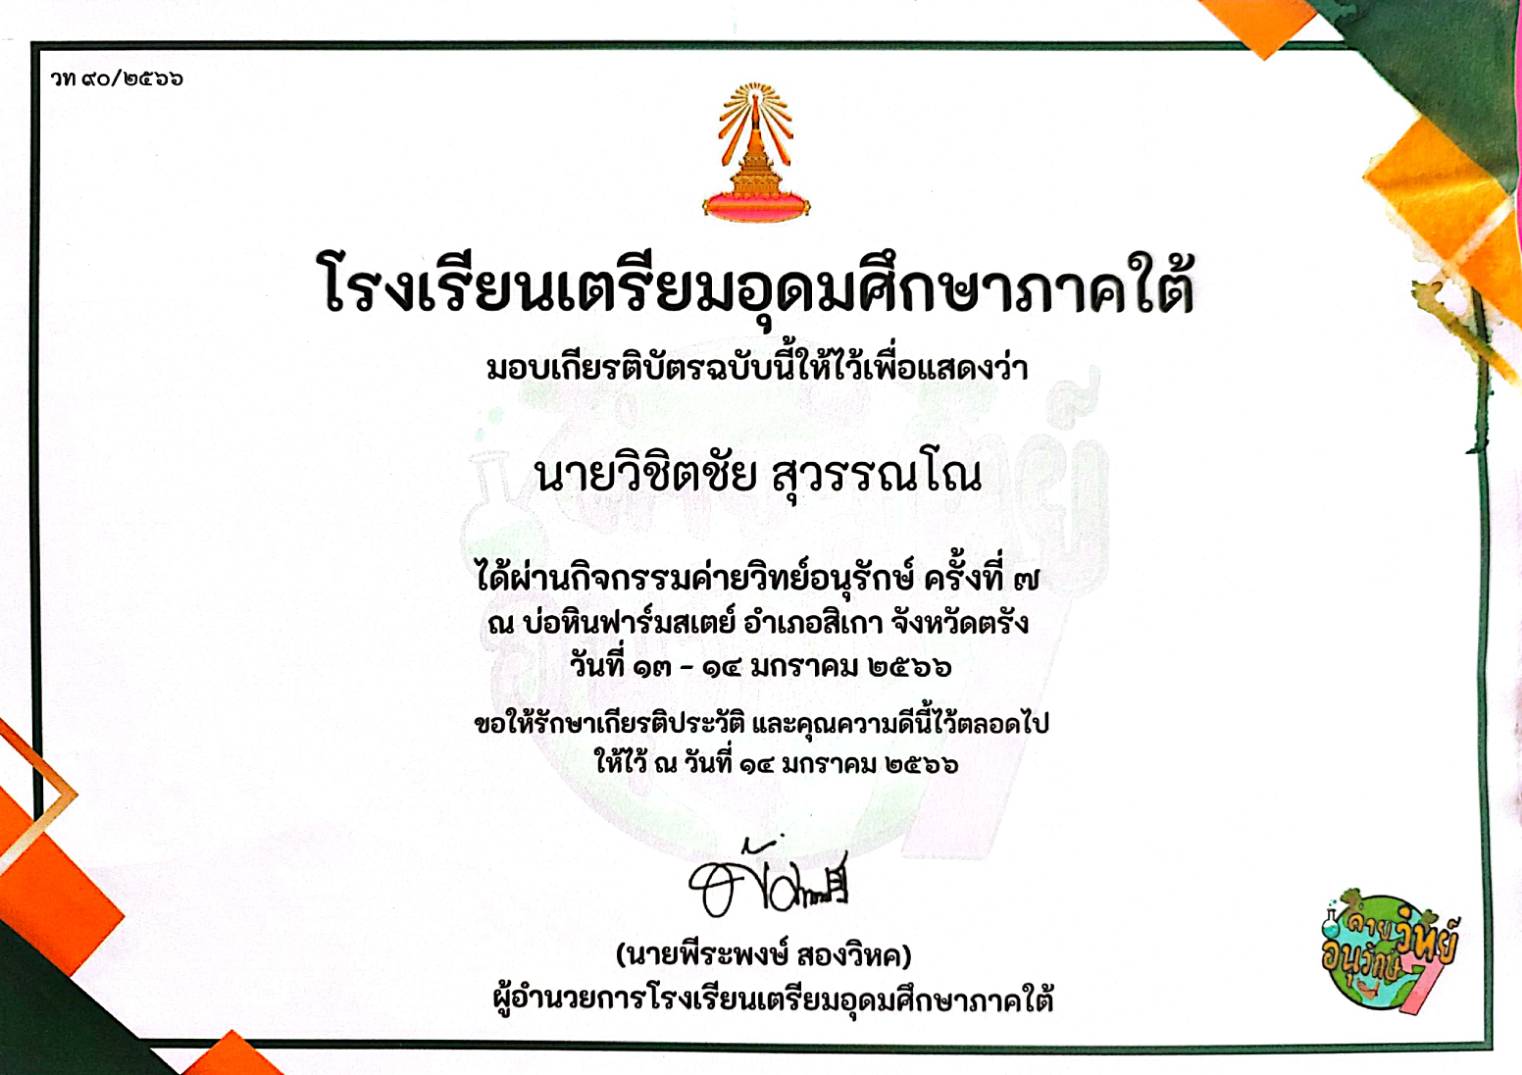 วท ๙๐/๒๕๖๖
โรงเรียนเตรียมอุดมศึกษาภาคใต้
มอบเกียรติบัตรฉบับนี้ให้ไว้เพื่อแสดงว่า
นายวิชิตชัย สุวรรณโณ
ได้ผ่านกิจกรรมค่ายวิทย์อนุรักษ์ ครั้งที่ ๗
ณ บ่อหินฟาร์มสเตย์ อำเภอสิเกา จังหวัดตรัง
วันที่ ๑๓ - ๑๔ มกราคม ๒๕๖๖
ขอให้รักษาเกียรติประวัติ และคุณความดีนี้ไว้ตลอดไป
ให้ไว้ ณ วันที่ ๑๔ มกราคม ๒๕๖๖
(นายพีระพงษ์ สองวิหค)
ผู้อำนวยการโรงเรียนเตรียมอุดมศึกษาภาคใต้
ค่ายวิทย์
อนุรักษ์
ที่ 7